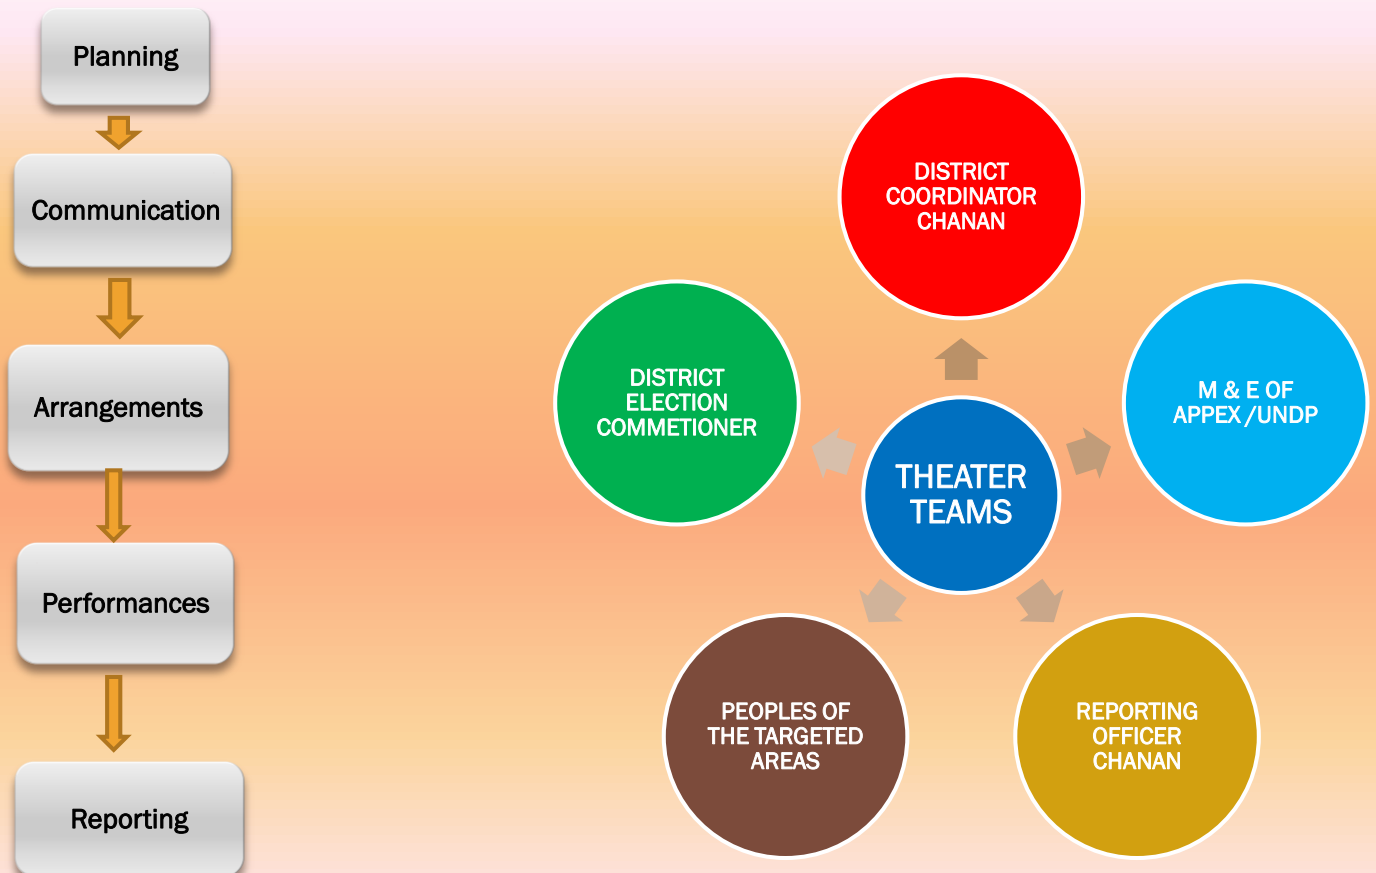 Planning
Communication
Arrangements
Performances
Reporting
DISTRICT
COORDINATOR
CHANAN
DISTRICT
ELECTION
COMMETIONER
M & E OF
APPEX /UNDP
THEATER
TEAMS
PEOPLES OF
THE TARGETED
AREAS
REPORTING
OFFICER
CHANAN